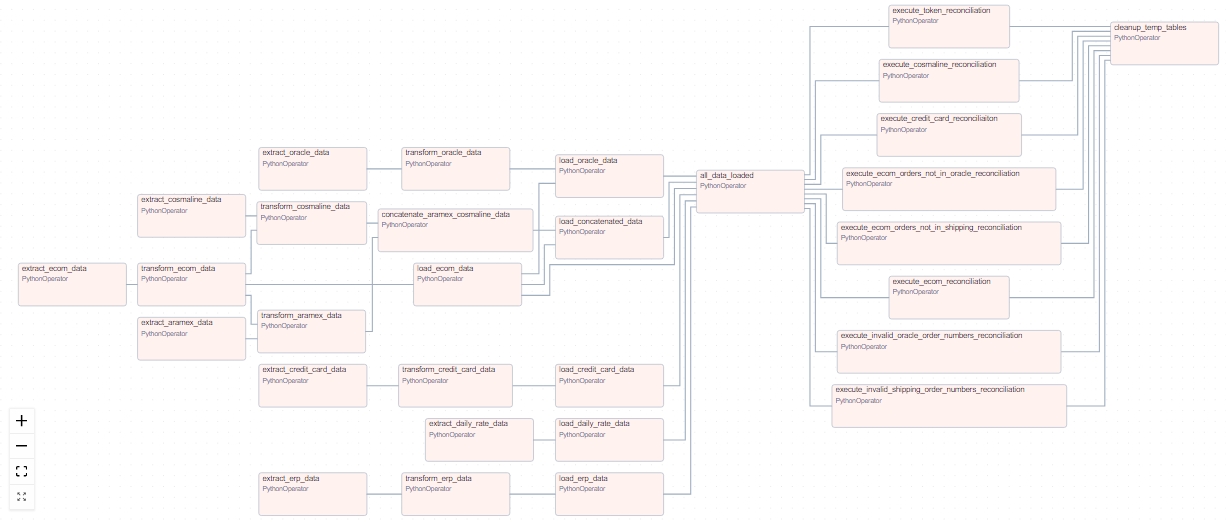 execute_token_reconciliation
PythonOperator
cleanup_temp_tables
PythonOperator
execute_cosmaline_reconciliation
PythonOperator
execute_credit_card_reconciliaiton
PythonOperator
extract_oracle_data
PythonOperator
transform_oracle_data
PythonOperator
load_oracle_data
PythonOperator
all_data_loaded
PythonOperator
execute_ecom_orders_not_in_oracle_reconciliation
PythonOperator
extract_cosmaline_data
PythonOperator
transform_cosmaline_data
PythonOperator
concatenate_aramex_cosmaline_data
PythonOperator
load_concatenated_data
PythonOperator
execute_ecom_orders_not_in_shipping_reconciliation
PythonOperator
extract_ecom_data
PythonOperator
transform_ecom_data
PythonOperator
load_ecom_data
PythonOperator
execute_ecom_reconciliation
PythonOperator
extract_aramex_data
PythonOperator
transform_aramex_data
PythonOperator
execute_invalid_oracle_order_numbers_reconciliation
PythonOperator
extract_credit_card_data
PythonOperator
transform_credit_card_data
PythonOperator
load_credit_card_data
PythonOperator
execute_invalid_shipping_order_numbers_reconciliation
PythonOperator
extract_daily_rate_data
PythonOperator
load_daily_rate_data
PythonOperator
extract_erp_data
PythonOperator
transform_erp_data
PythonOperator
load_erp_data
PythonOperator